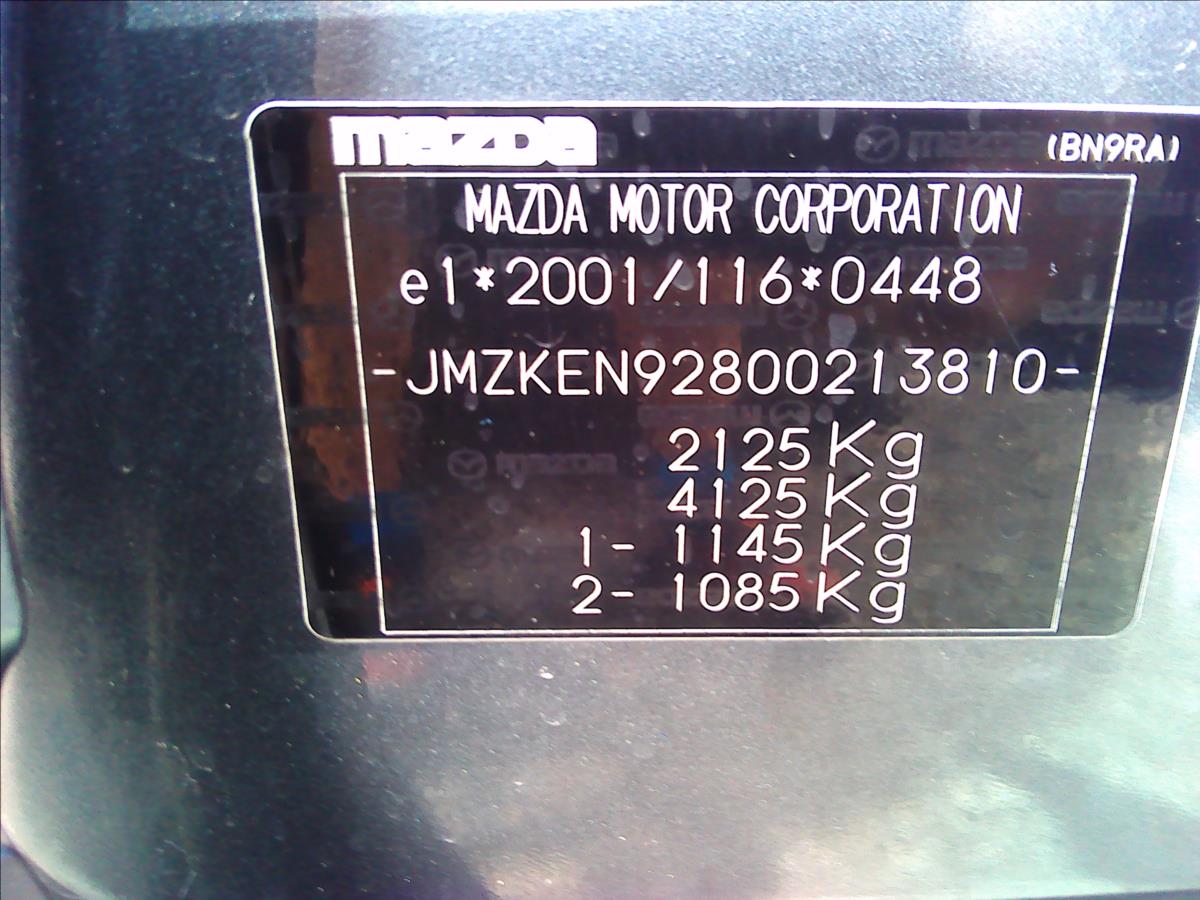 mazda
(BN9RA)
MAZDA MOTOR CORPORATION
e1*2001/116*0448
-JMZKEN92800213810-
2125Kg
4125Kg
1- 1145Kg
2- 1085Kg